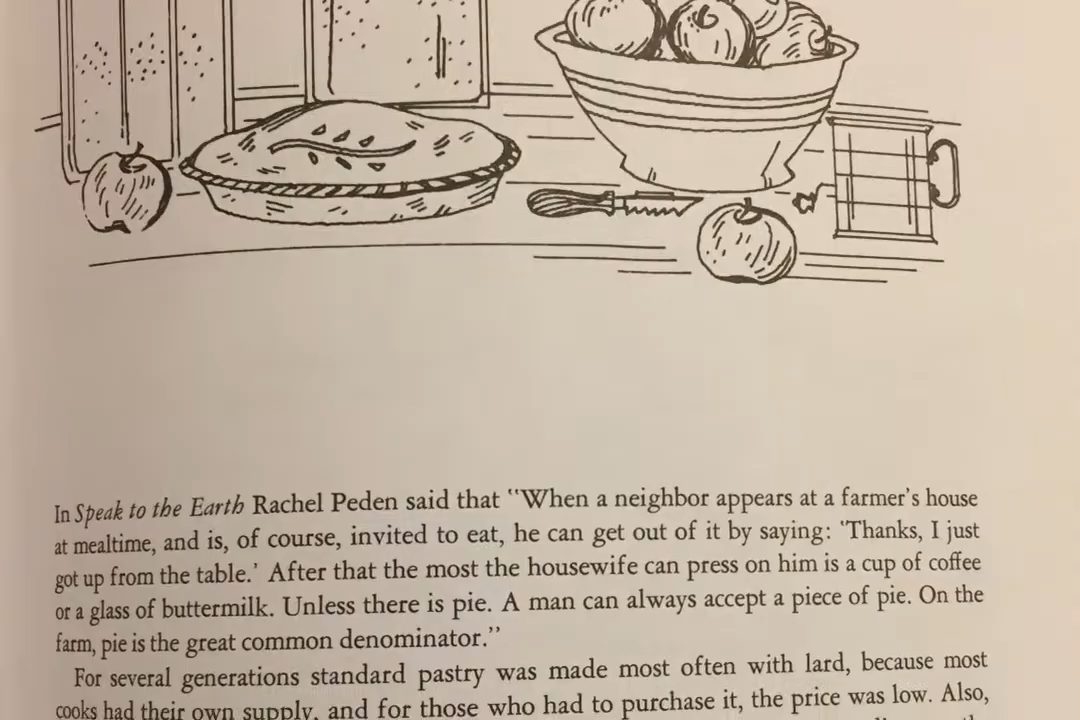 In Speak to the Earth Rachel Peden said that "When a neighbor appears at a farmer's house
at mealtime, and is, of course, invited to eat, he can get out of it by saying: 'Thanks, I just
got up from the table.' After that the most the housewife can press on him is a cup of coffee
or a glass of buttermilk. Unless there is pie. A man can always accept a piece of pie. On the
farm, pie is the great common denominator."
For several generations standard pastry was made most often with lard, because most
cooks had their own supply, and for those who had to purchase it, the price was low. Also,